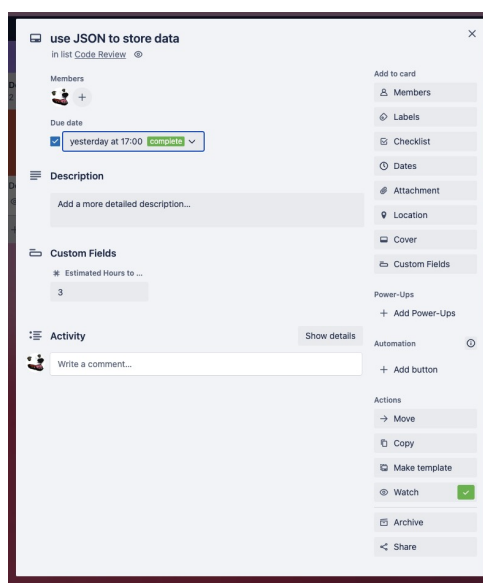 use JSON to store data
in list Code Review
Members
Due date
yesterday at 17:00 complete
Description
Add a more detailed description...
Custom Fields
Estimated Hours to ...
3
Activity
Show details
Write a comment...
Add to card
Members
Labels
Checklist
Dates
Attachment
Location
Cover
Custom Fields
Power-Ups
+ Add Power-Ups
Automation
+ Add button
Actions
→ Move
Copy
Make template
Watch
Archive
Share